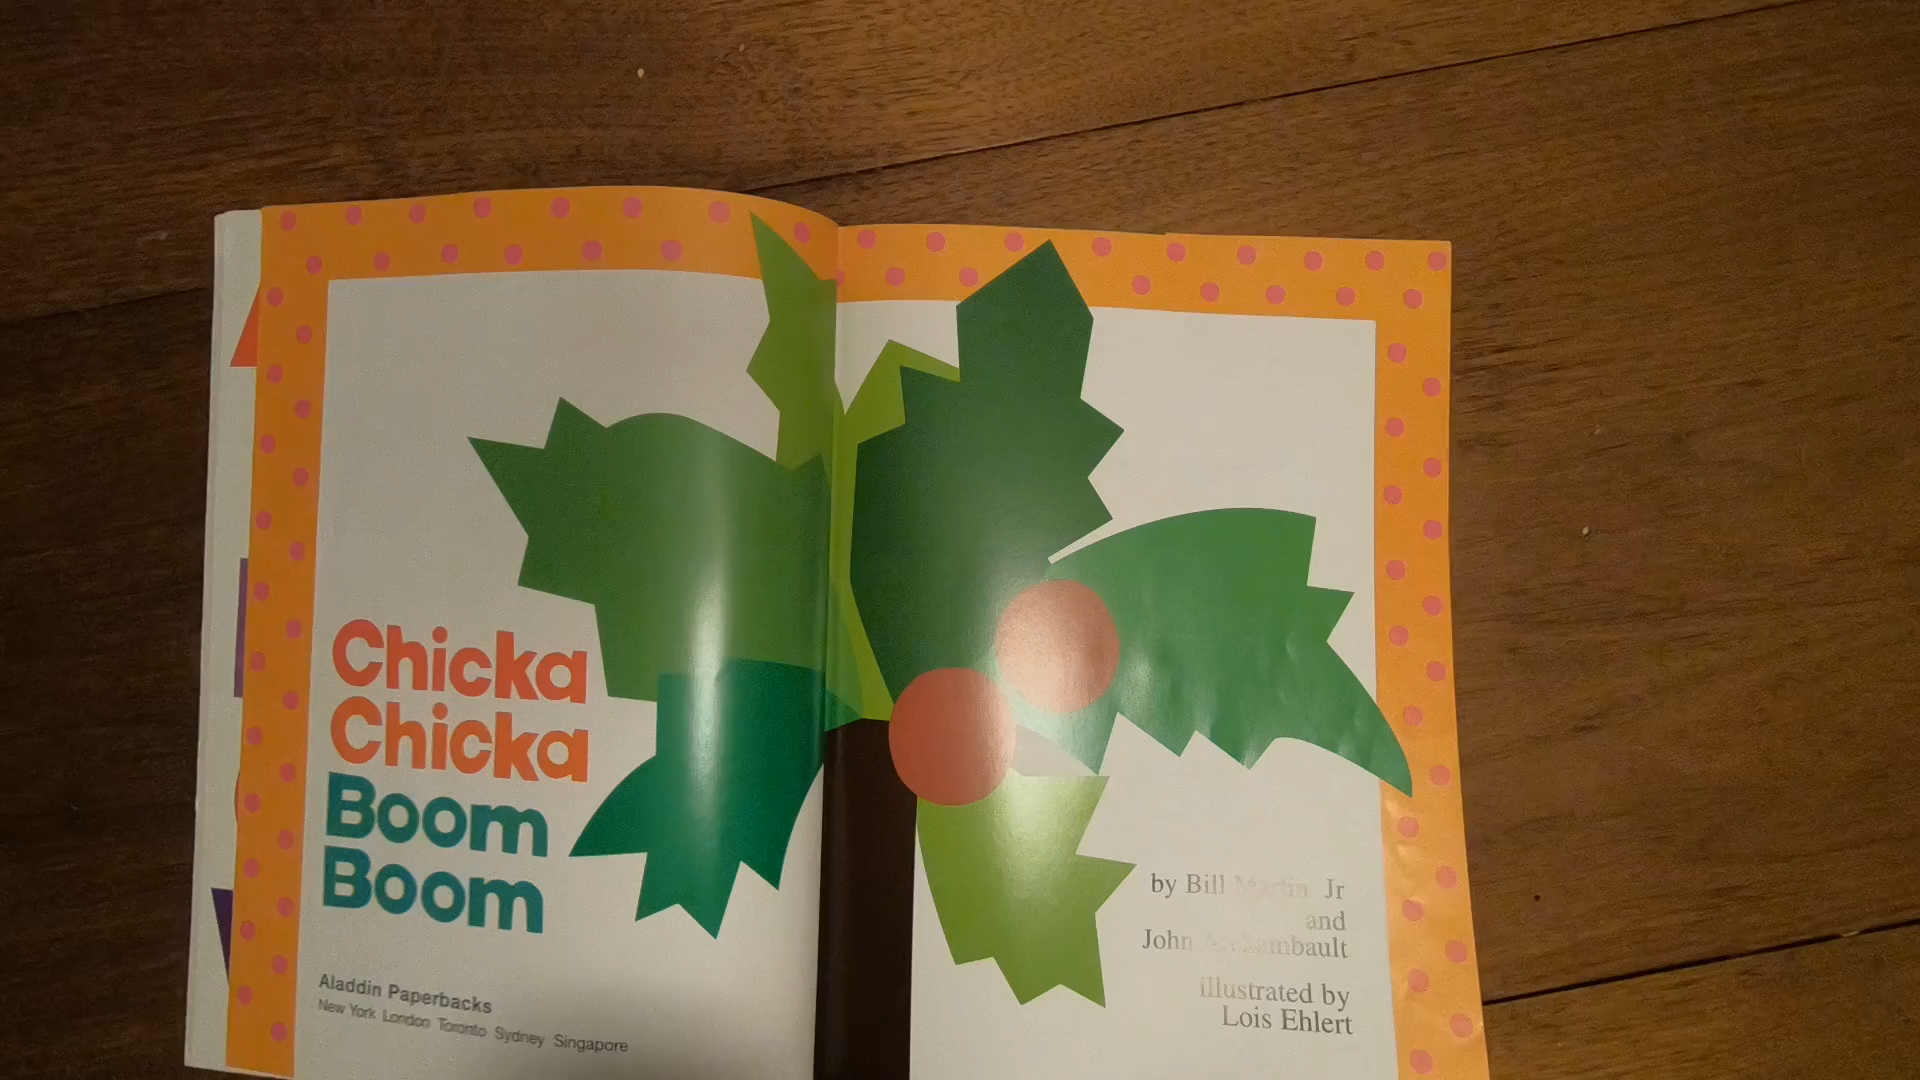 Chicka
Chicka
Boom
Boom
Aladdin Paperbacks
New York London Toronto Sydney Singapore
by Bill Martin Jr
and
John Archambault
illustrated by
Lois Ehlert